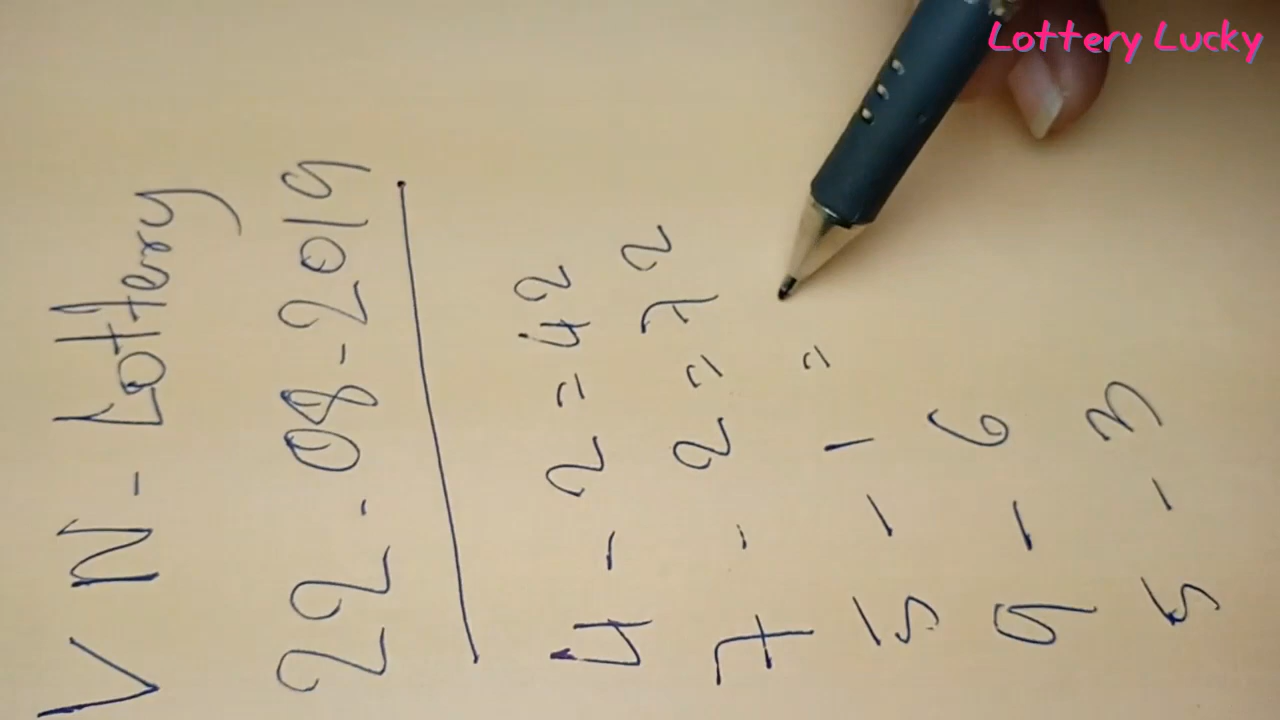 Lottery Lucky
VN - Lottery
22-08-2019
4 - 2 = 42
7 - 2 = 72
5 - 1 =
9 - 6
5 - 3